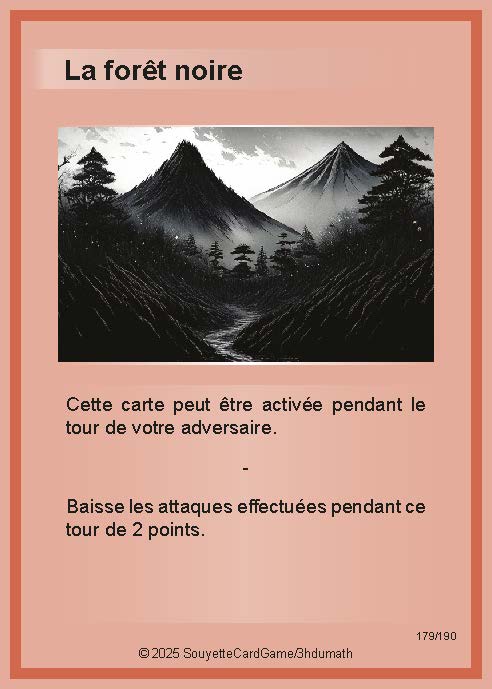 La forêt noire
Cette carte peut être activée pendant le
tour de votre adversaire.
-
Baisse les attaques effectuées pendant ce
tour de 2 points.
179/190
© 2025 SouyetteCardGame/3hdumath